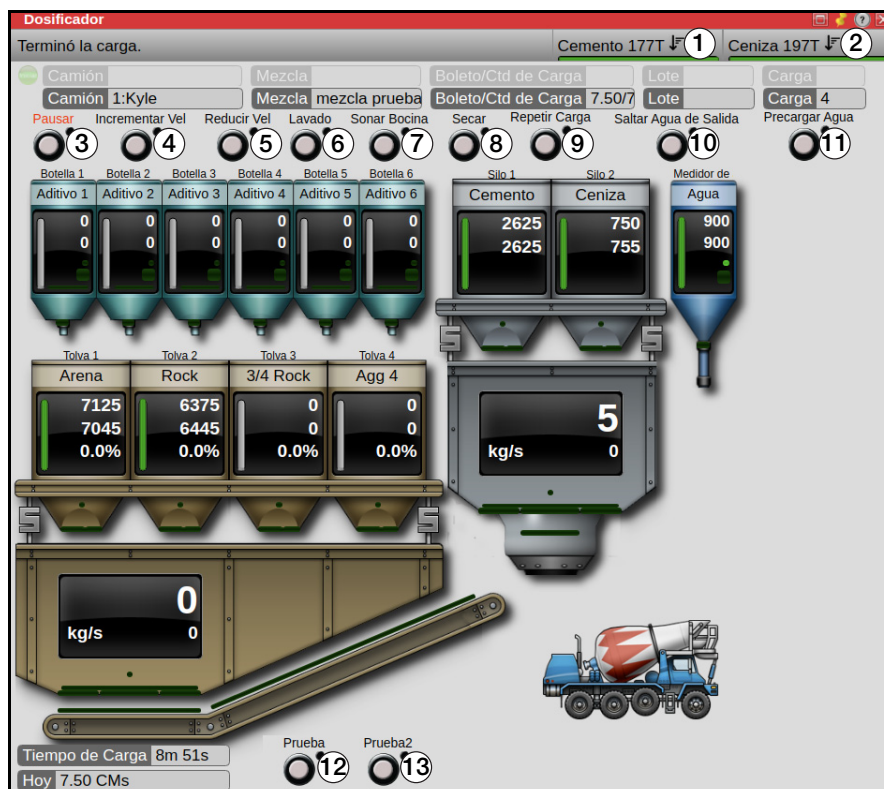 Dosificador
Terminó la carga.
Cemento 177T 1
Ceniza 197T 2
Camión Mezcla Boleto/Ctd de Carga Lote Carga
Camión 1:Kyle Mezcla mezcla prueba Boleto/Ctd de Carga 7.50/7 Lote Carga 4
Pausar Incrementar Vel Reducir Vel Lavado Sonar Bocina Secar Repetir Carga Saltar Agua de Salida Precargar Agua
3 4 5 6 7 8 9 10 11
Botella 1 Botella 2 Botella 3 Botella 4 Botella 5 Botella 6
Aditivo 1 Aditivo 2 Aditivo 3 Aditivo 4 Aditivo 5 Aditivo 6
0 0 0 0 0 0
0 0 0 0 0 0
Silo 1 Silo 2
Cemento Ceniza
2625 750
2625 755
Medidor de
Agua
900
900
Tolva 1 Tolva 2 Tolva 3 Tolva 4
Arena Rock 3/4 Rock Agg 4
7125 6375 0 0
7045 6445 0 0
0.0% 0.0% 0.0% 0.0%
5
kg/s 0
0
kg/s 0
Tiempo de Carga 8m 51s
Hoy 7.50 CMs
Prueba Prueba2
12 13